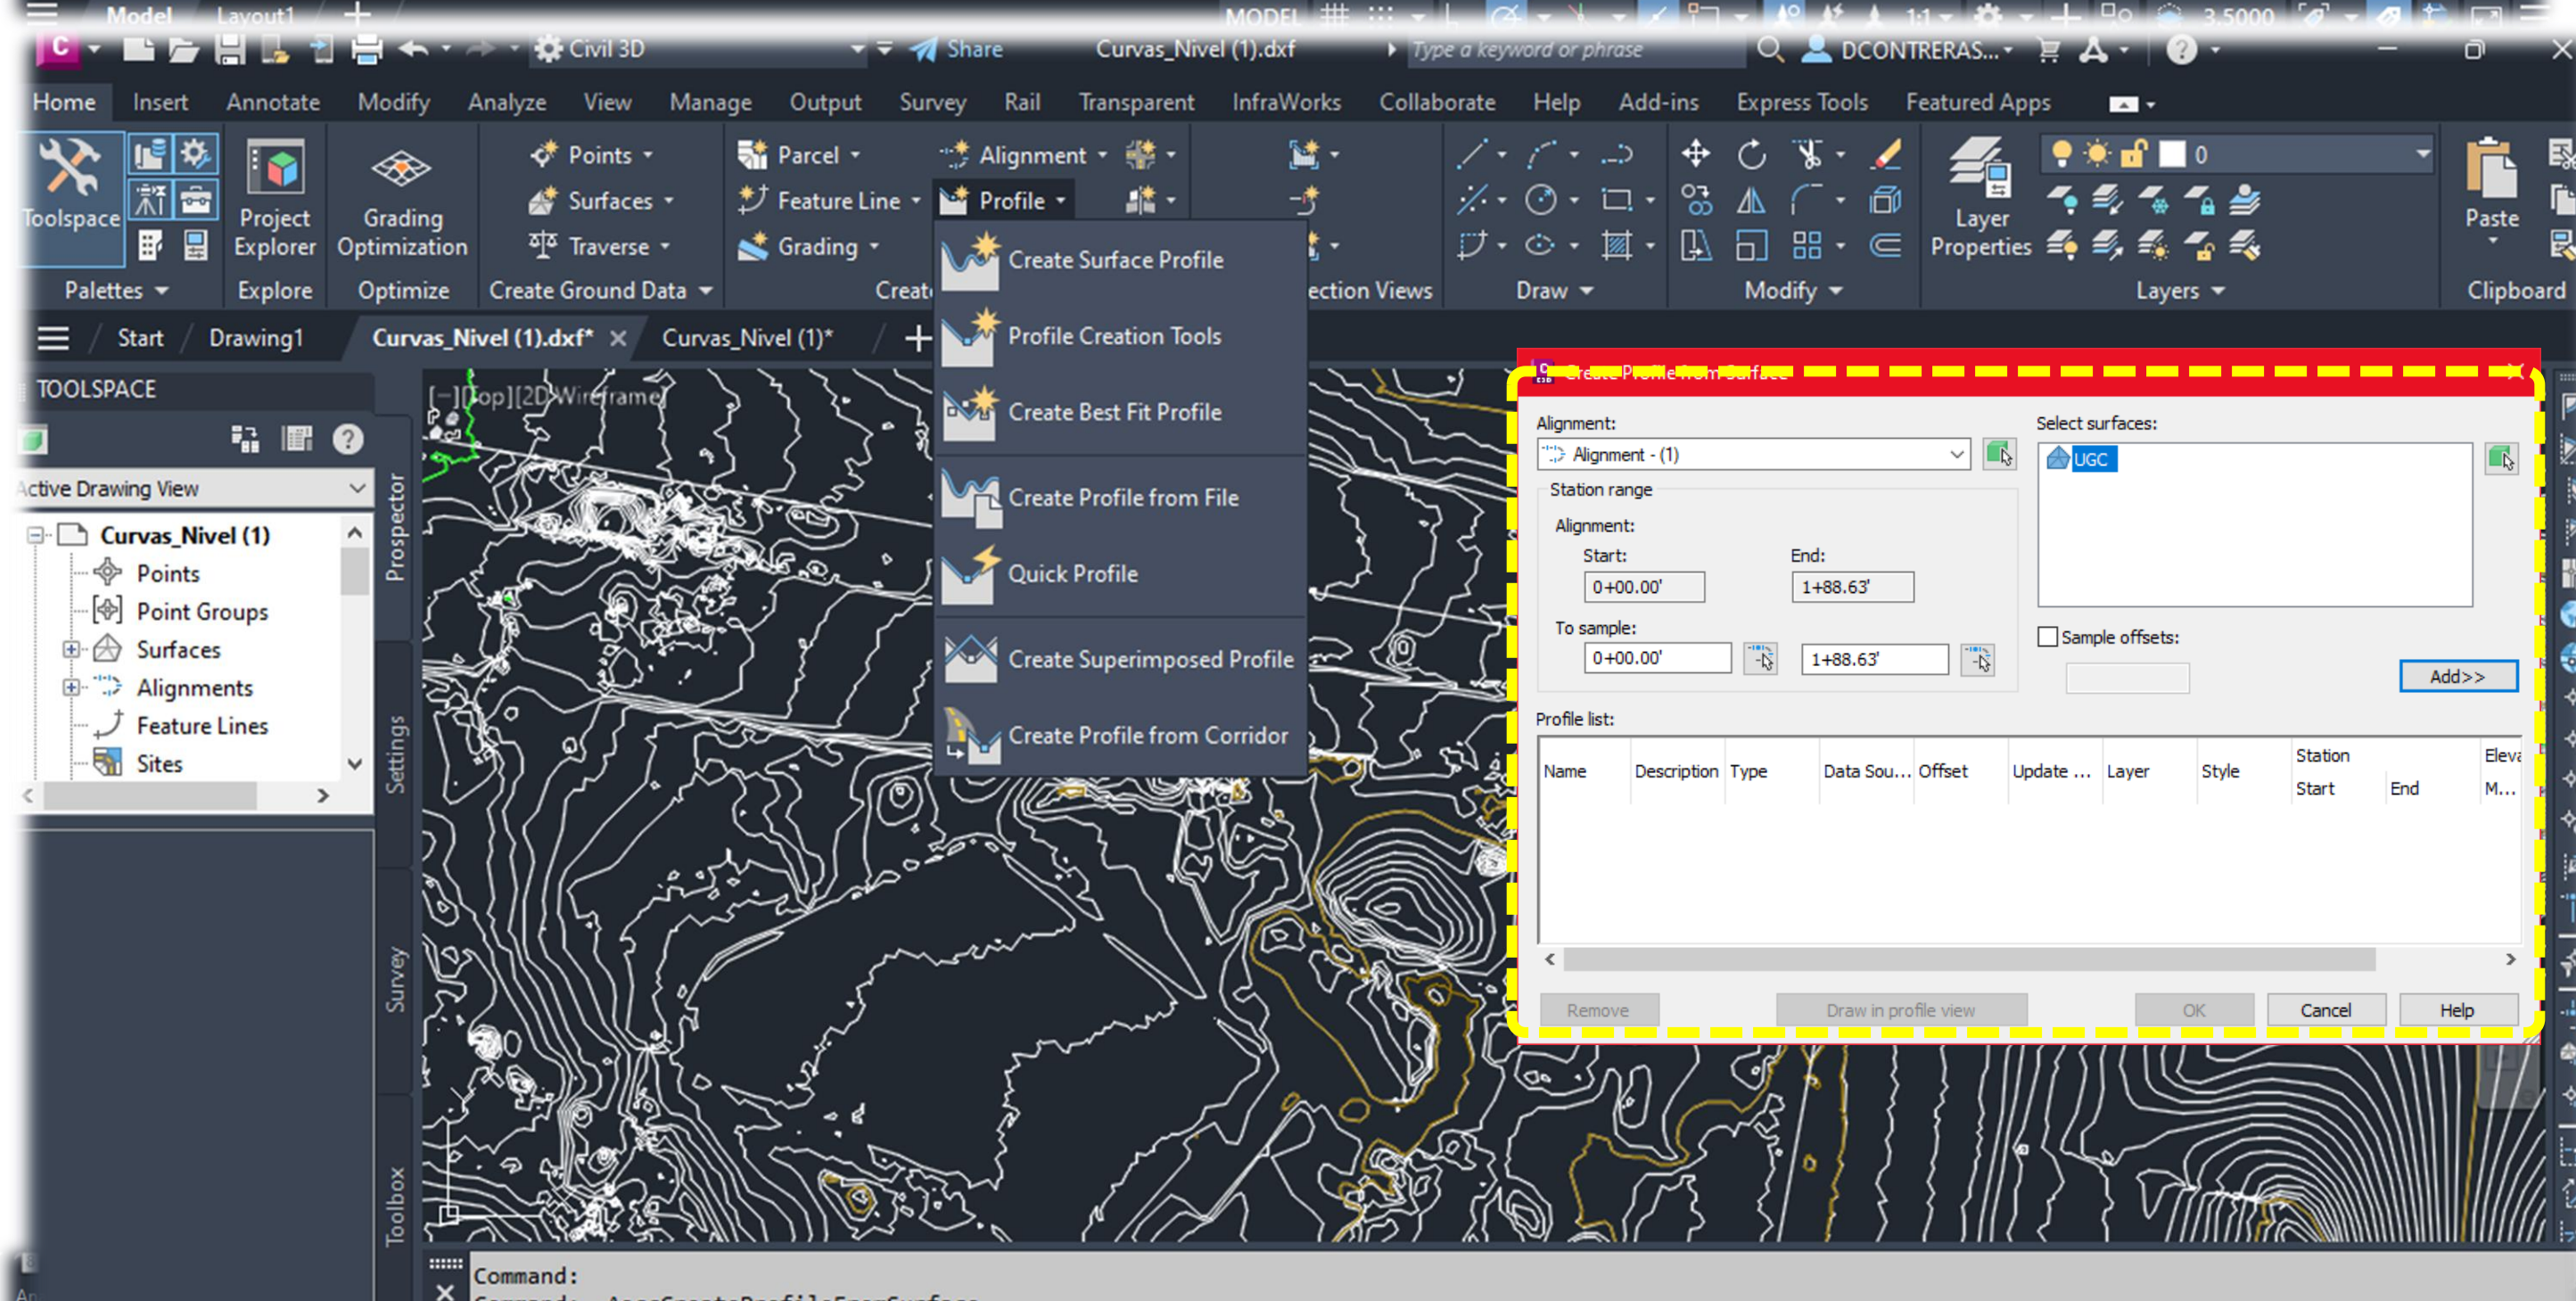 Model Layout1
MODEL 1:1 3.5000
C Civil 3D Share Curvas_Nivel (1).dxf Type a keyword or phrase DCONTRERAS...
Home Insert Annotate Modify Analyze View Manage Output Survey Rail Transparent InfraWorks Collaborate Help Add-ins Express Tools Featured Apps
Toolspace
Project Explorer
Grading Optimization
Points
Surfaces
Traverse
Parcel
Feature Line
Grading
Alignment
Profile
Layer Properties
0
Paste
Palettes Explore Optimize Create Ground Data ection Views Draw Modify Layers Clipboard
Create Surface Profile
Profile Creation Tools
Create Best Fit Profile
Create Profile from File
Quick Profile
Create Superimposed Profile
Create Profile from Corridor
Start Drawing1 Curvas_Nivel (1).dxf* Curvas_Nivel (1)*
TOOLSPACE
Active Drawing View
Curvas_Nivel (1)
Points
Point Groups
Surfaces
Alignments
Feature Lines
Sites
Prospector
Settings
Survey
Toolbox
[−][Top][2D Wireframe]
Create Profile from Surface
Alignment:
Alignment - (1)
Select surfaces:
UGC
Station range
Alignment:
Start: End:
0+00.00' 1+88.63'
To sample:
0+00.00' 1+88.63'
Sample offsets:
Add>>
Profile list:
Name Description Type Data Sou... Offset Update ... Layer Style Station Start End M...
Remove Draw in profile view OK Cancel Help
Command: